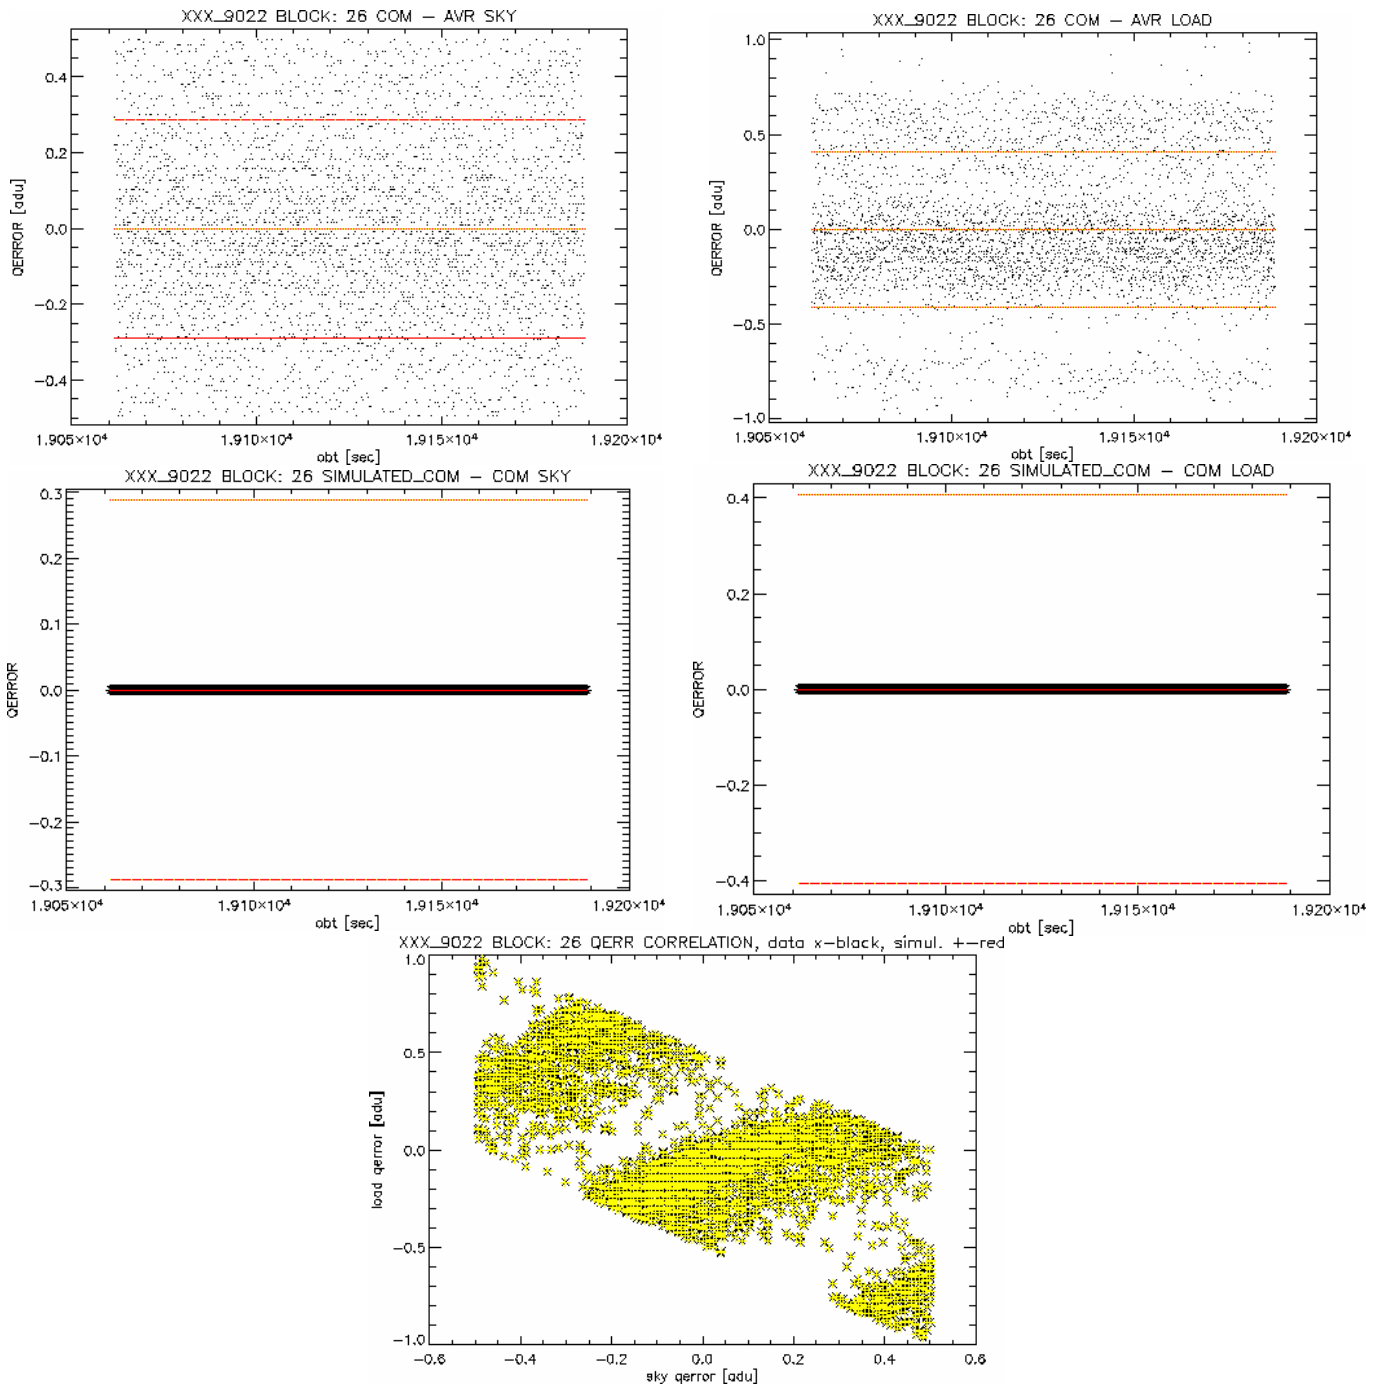 XXX_9022 BLOCK: 26 COM – AVR SKY
QERROR [adu]
0.4
0.2
0.0
−0.2
−0.4
1.905×10⁴ 1.910×10⁴ 1.915×10⁴ 1.920×10⁴
obt [sec]
XXX_9022 BLOCK: 26 COM – AVR LOAD
QERROR [adu]
1.0
0.5
0.0
−0.5
−1.0
1.905×10⁴ 1.910×10⁴ 1.915×10⁴ 1.920×10⁴
obt [sec]
XXX_9022 BLOCK: 26 SIMULATED_COM – COM SKY
QERROR
0.3
0.2
0.1
0.0
−0.1
−0.2
−0.3
1.905×10⁴ 1.910×10⁴ 1.915×10⁴ 1.920×10⁴
obt [sec]
XXX_9022 BLOCK: 26 SIMULATED_COM – COM LOAD
QERROR
0.4
0.2
0.0
−0.2
−0.4
1.905×10⁴ 1.910×10⁴ 1.915×10⁴ 1.920×10⁴
obt [sec]
XXX_9022 BLOCK: 26 QERR CORRELATION, data x–black, simul. +–red
load qerror [adu]
1.0
0.5
0.0
−0.5
−1.0
−0.6 −0.4 −0.2 0.0 0.2 0.4 0.6
sky qerror [adu]